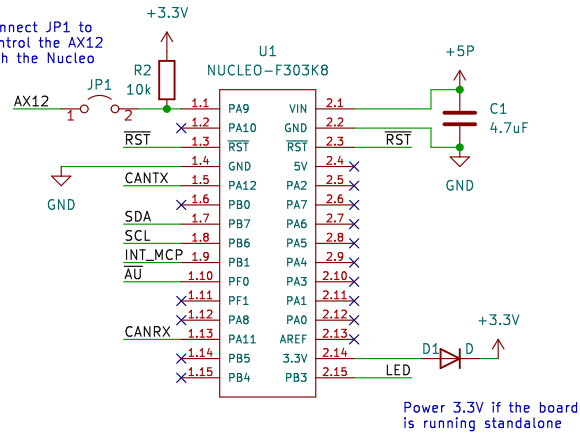 +3.3V
nnect JP1 to
ntrol the AX12
h the Nucleo
U1
NUCLEO-F303K8
+5P
R2
10k
JP1
AX12
1
2
C1
4.7uF
GND
1.1 PA9 VIN 2.1
1.2 PA10 GND 2.2
RST 1.3 RST RST 2.3 RST
1.4 GND 5V 2.4
CANTX 1.5 PA12 PA2 2.5
GND
1.6 PB0 PA7 2.6
SDA 1.7 PB7 PA6 2.7
SCL 1.8 PB6 PA5 2.8
INT_MCP 1.9 PB1 PA4 2.9
AU 1.10 PF0 PA3 2.10
1.11 PF1 PA1 2.11
1.12 PA8 PA0 2.12
CANRX 1.13 PA11 AREF 2.13
1.14 PB5 3.3V 2.14
1.15 PB4 PB3 2.15 LED
D1 D
+3.3V
Power 3.3V if the board
is running standalone